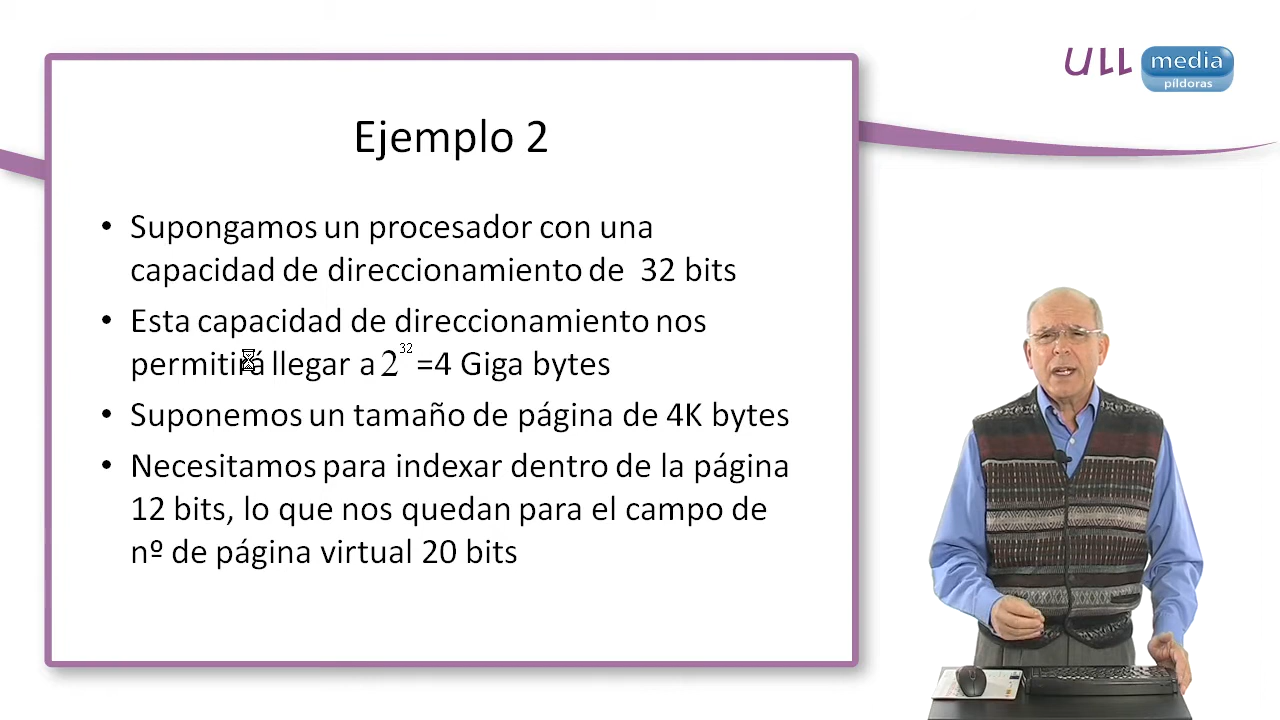 ULL media
píldoras
Ejemplo 2
• Supongamos un procesador con una
capacidad de direccionamiento de 32 bits
• Esta capacidad de direccionamiento nos
permitirá llegar a 2³² =4 Giga bytes
• Suponemos un tamaño de página de 4K bytes
• Necesitamos para indexar dentro de la página
12 bits, lo que nos quedan para el campo de
nº de página virtual 20 bits